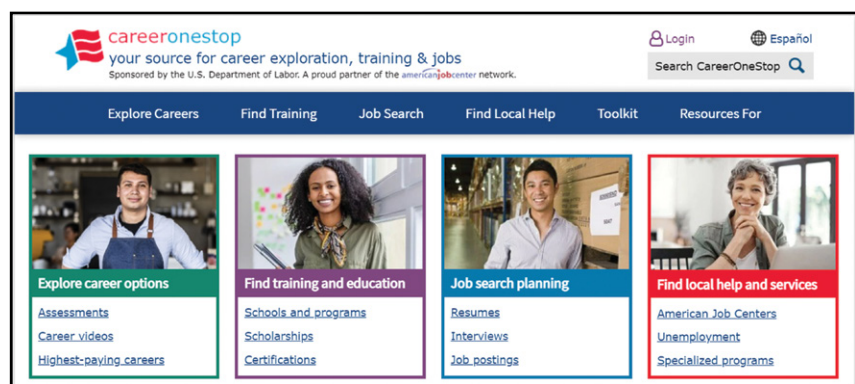 careeronestop
your source for career exploration, training & jobs
Sponsored by the U.S. Department of Labor. A proud partner of the americanjobcenter network.
Login
Español
Search CareerOneStop
Explore Careers
Find Training
Job Search
Find Local Help
Toolkit
Resources For
Explore career options
Assessments
Career videos
Highest-paying careers
Find training and education
Schools and programs
Scholarships
Certifications
Job search planning
Resumes
Interviews
Job postings
Find local help and services
American Job Centers
Unemployment
Specialized programs